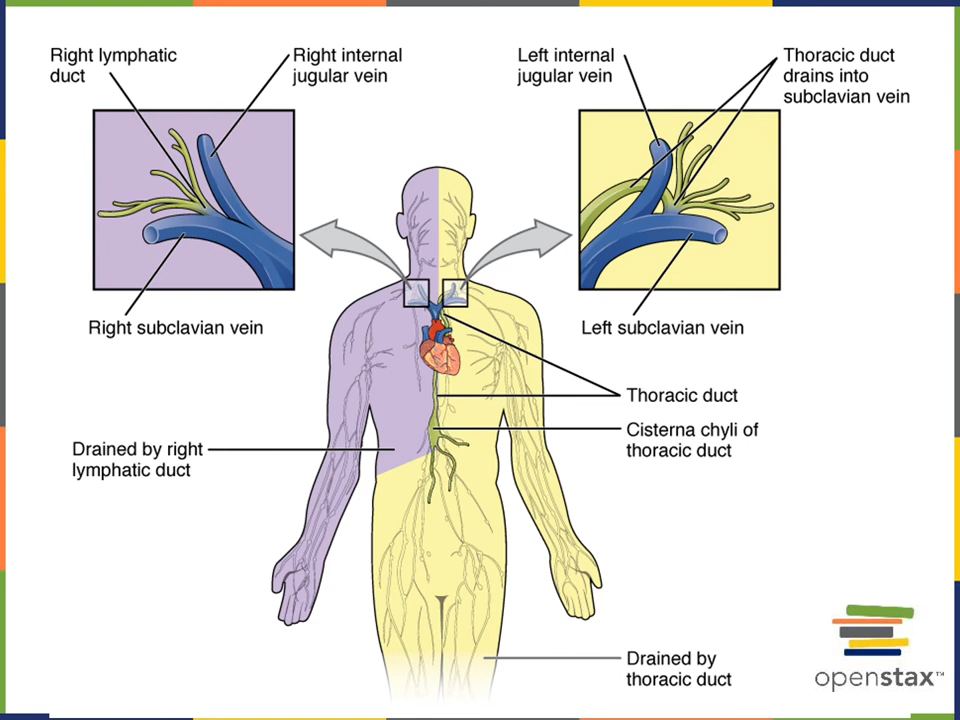 Right lymphatic
duct
Right internal
jugular vein
Left internal
jugular vein
Thoracic duct
drains into
subclavian vein
Right subclavian vein
Left subclavian vein
Thoracic duct
Cisterna chyli of
thoracic duct
Drained by right
lymphatic duct
Drained by
thoracic duct
openstax™